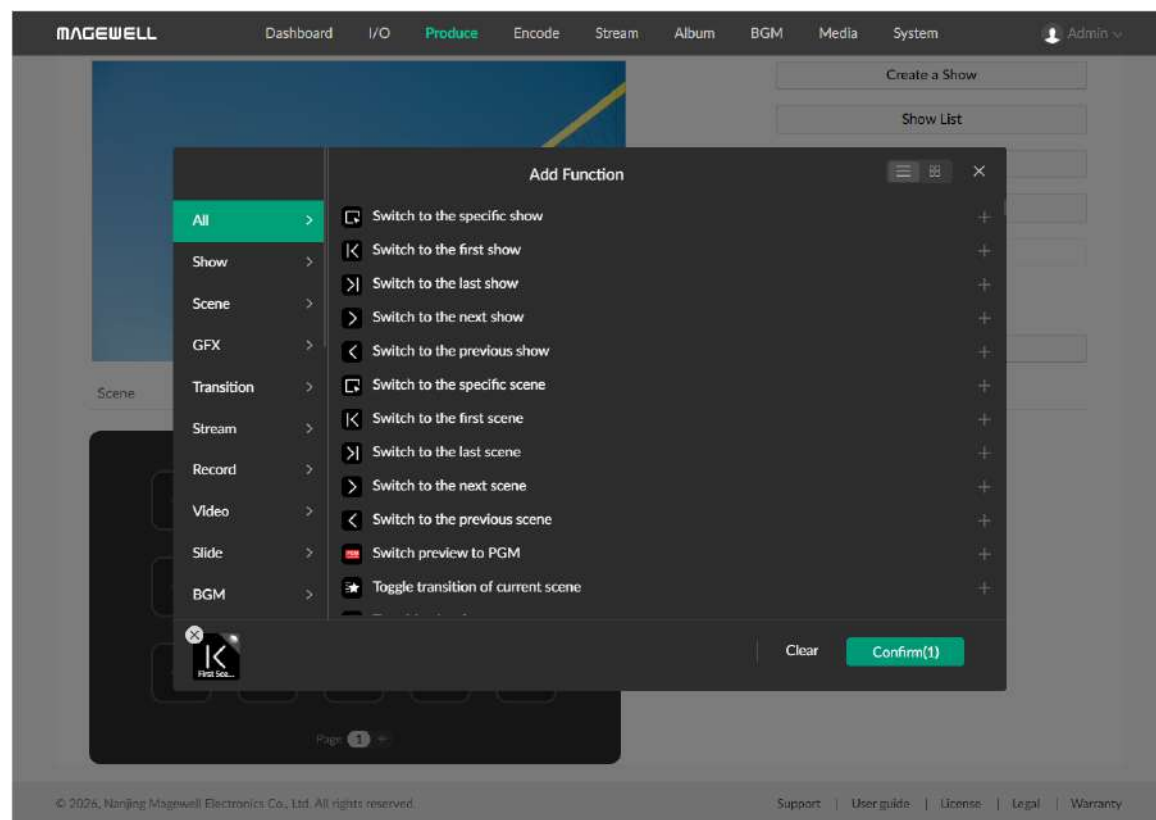 MAGEWELL Dashboard I/O Produce Encode Stream Album BGM Media System Admin
Create a Show
Show List
Add Function
All
Show
Scene
GFX
Transition
Stream
Record
Video
Slide
BGM
Switch to the specific show
Switch to the first show
Switch to the last show
Switch to the next show
Switch to the previous show
Switch to the specific scene
Switch to the first scene
Switch to the last scene
Switch to the next scene
Switch to the previous scene
Switch preview to PGM
Toggle transition of current scene
Scene
First Sce...
Clear Confirm(1)
Page 1 +
© 2026, Nanjing Magewell Electronics Co., Ltd. All rights reserved. Support | User guide | License | Legal | Warranty